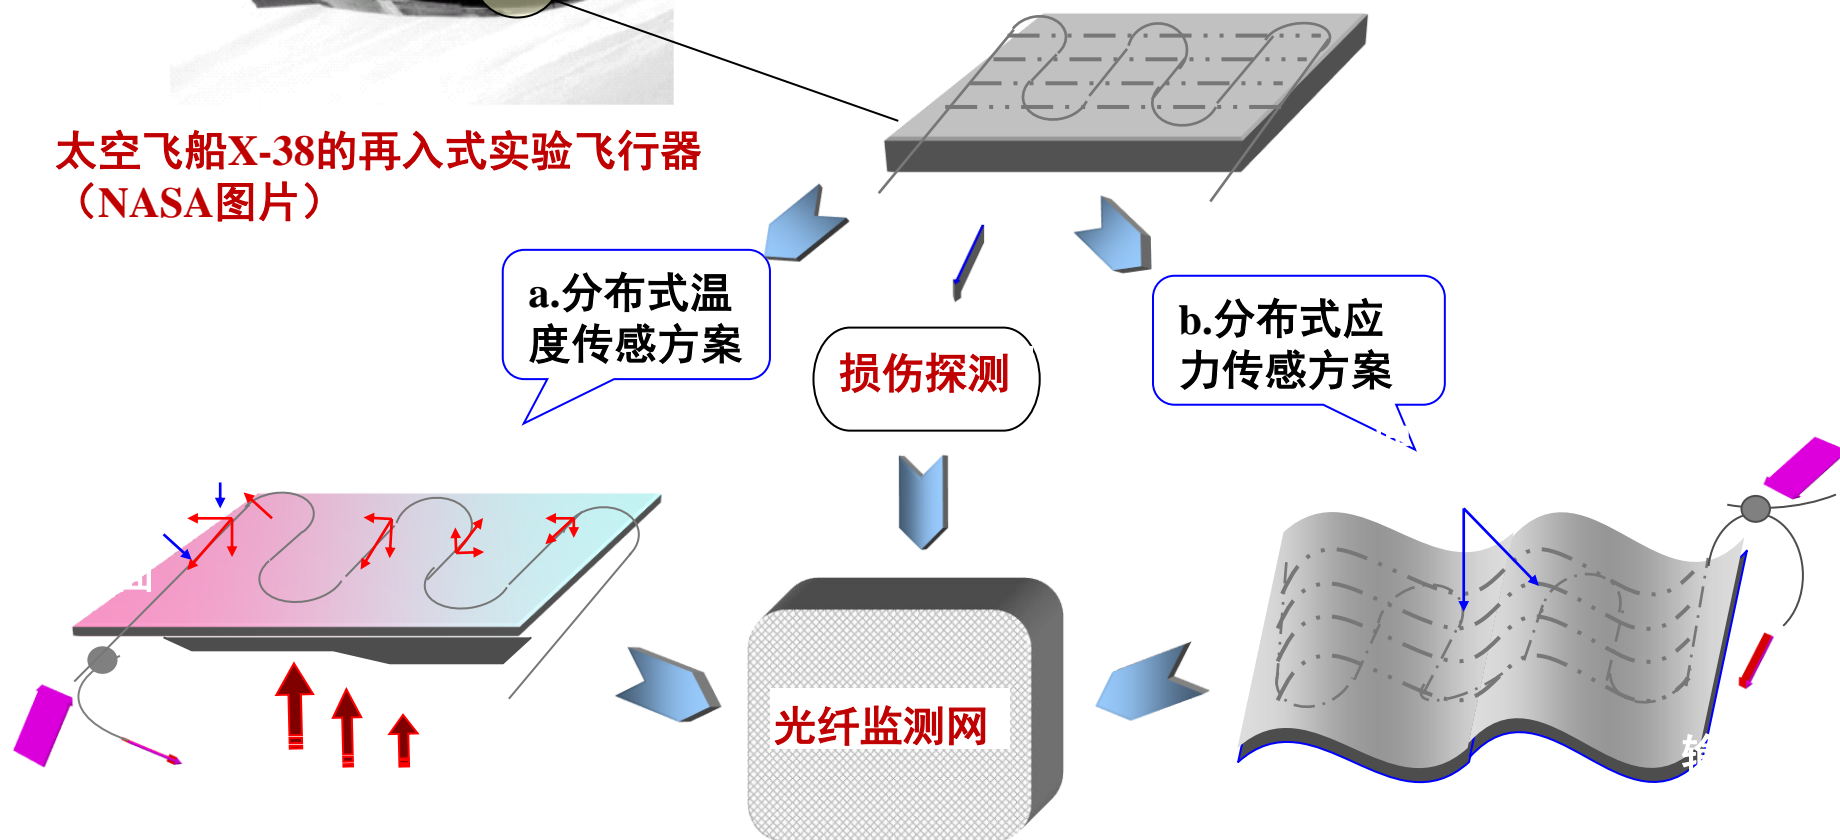 太空飞船X-38的再入式实验飞行器
（NASA图片）
a.分布式温
度传感方案
损伤探测
b.分布式应
力传感方案
光纤监测网